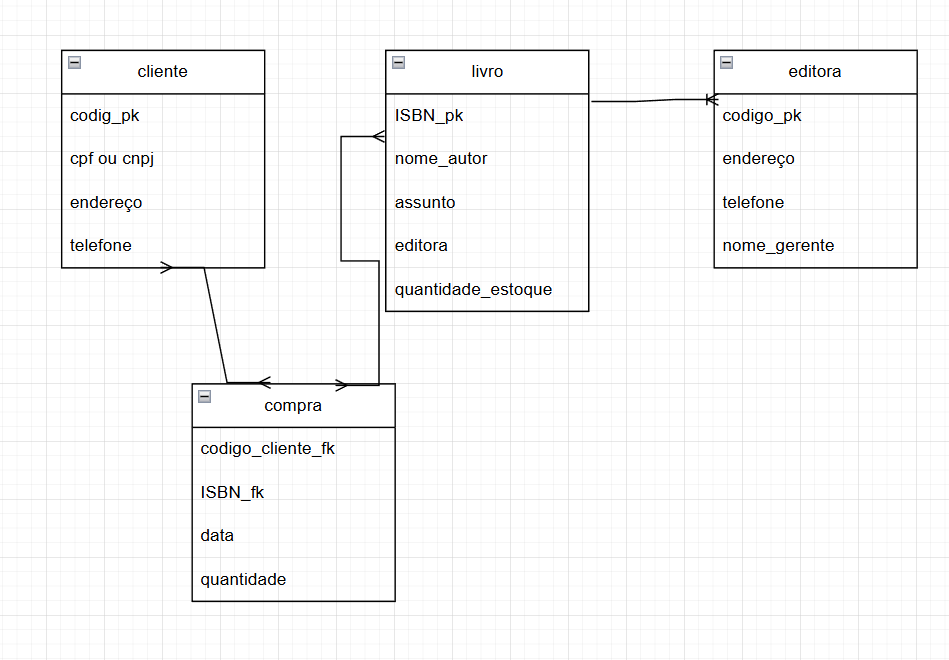 cliente
codig_pk
cpf ou cnpj
endereço
telefone
livro
ISBN_pk
nome_autor
assunto
editora
quantidade_estoque
editora
codigo_pk
endereço
telefone
nome_gerente
compra
codigo_cliente_fk
ISBN_fk
data
quantidade